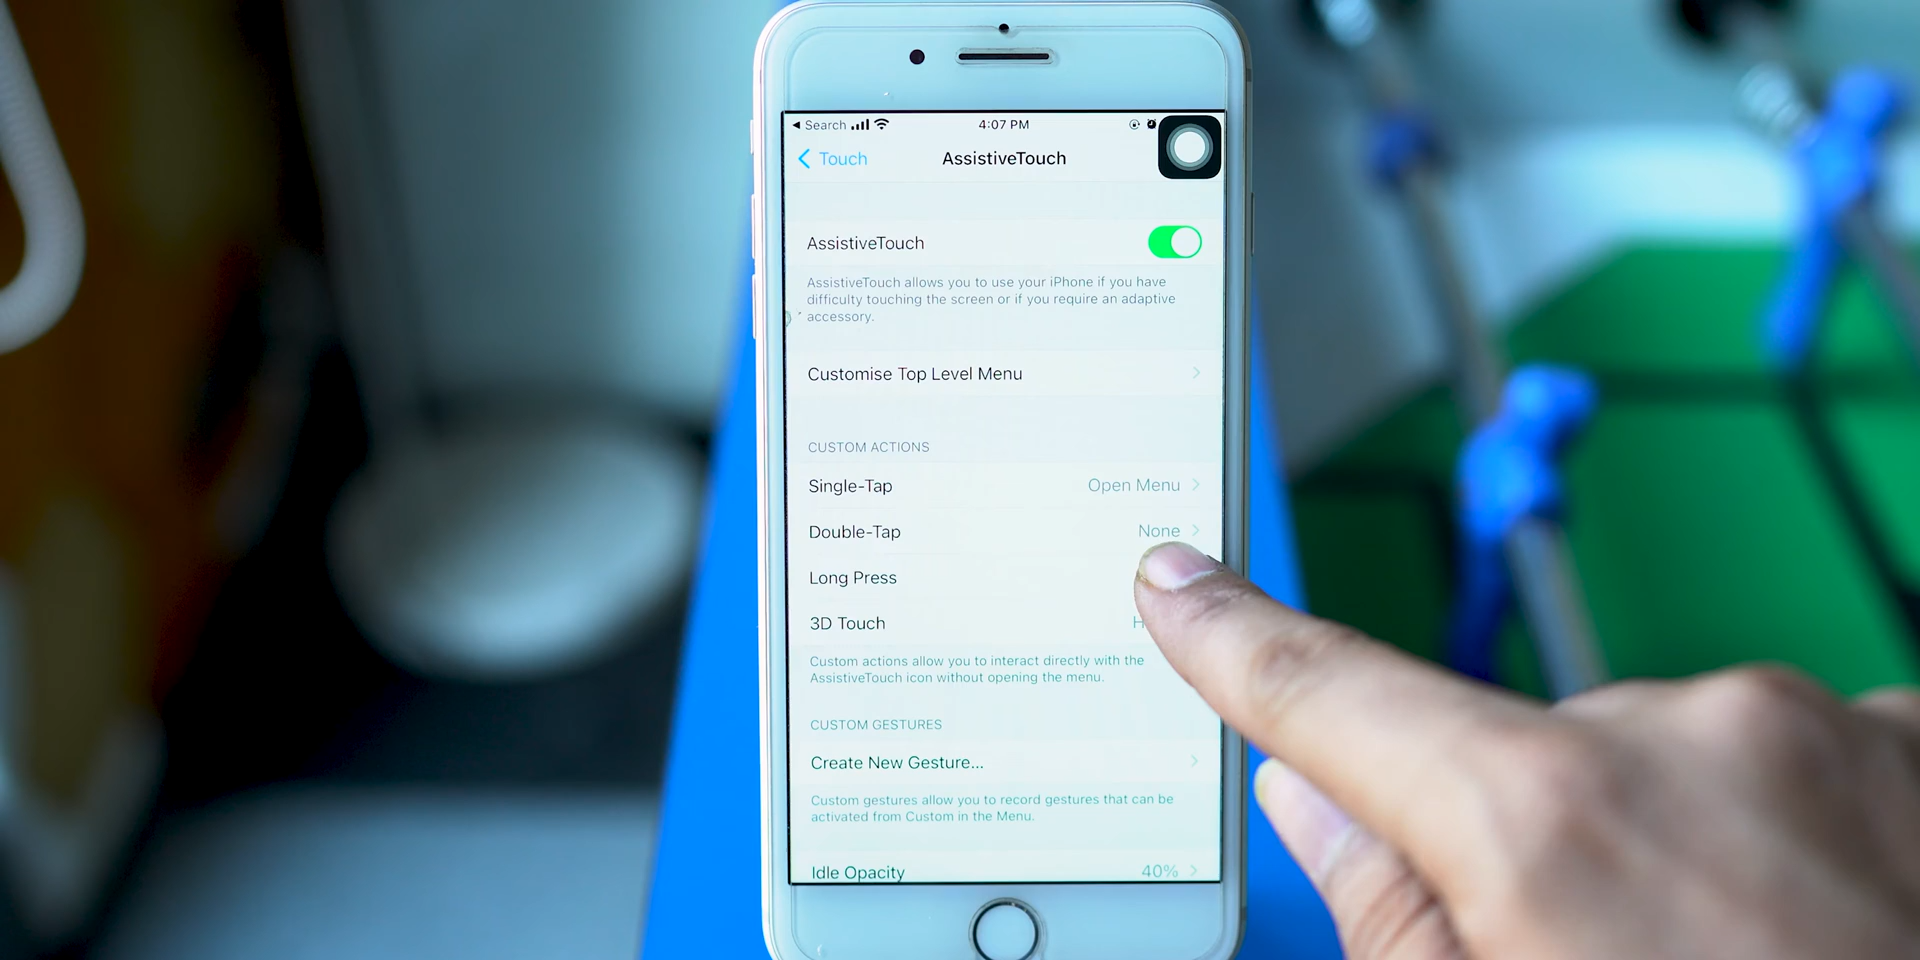 Search
4:07 PM
Touch
AssistiveTouch
AssistiveTouch
AssistiveTouch allows you to use your iPhone if you have
difficulty touching the screen or if you require an adaptive
accessory.
Customise Top Level Menu
CUSTOM ACTIONS
Single-Tap Open Menu
Double-Tap None
Long Press
3D Touch
Custom actions allow you to interact directly with the
AssistiveTouch icon without opening the menu.
CUSTOM GESTURES
Create New Gesture...
Custom gestures allow you to record gestures that can be
activated from Custom in the Menu.
Idle Opacity 40%